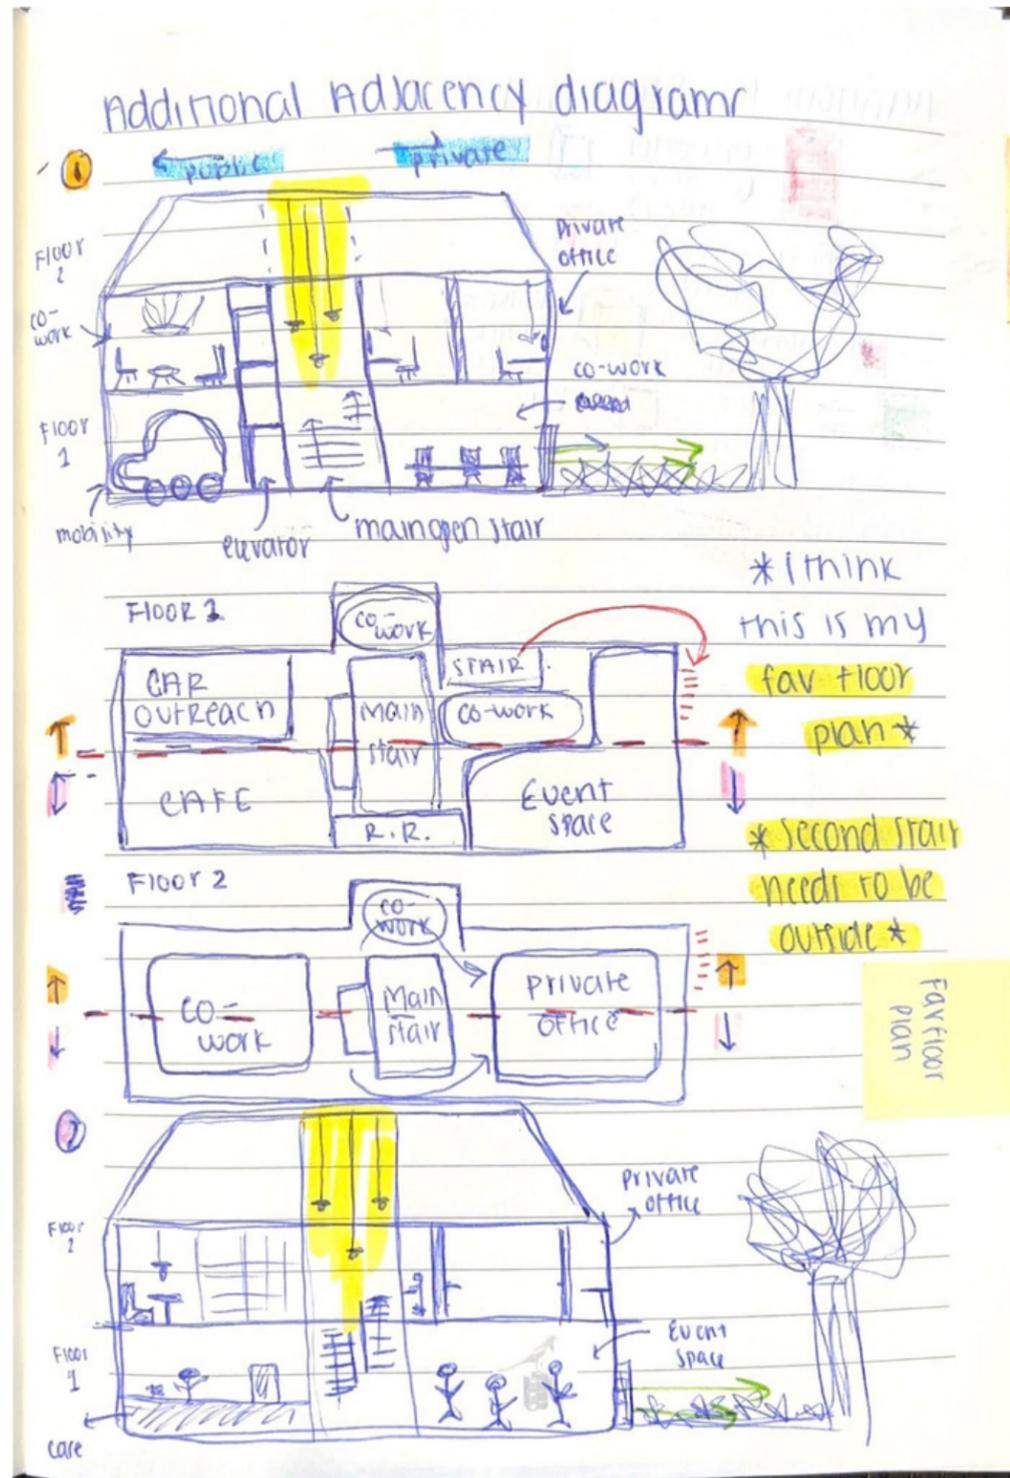 Additional Adjacency diagrams
1
public
private
Floor
2
private
office
co-
work
co-work
Floor
1
mobility
elevator
main open stair
* I think
this is my
fav floor
plan *
Floor 1
co-
work
CAR
outreach
Main
stair
STAIR
co-work
CAFE
R.R.
Event
space
* second stair
needs to be
outside *
Floor 2
co-
work
co-
work
Main
stair
private
office
fav floor
plan
2
private
office
Floor
2
Event
space
Floor
1